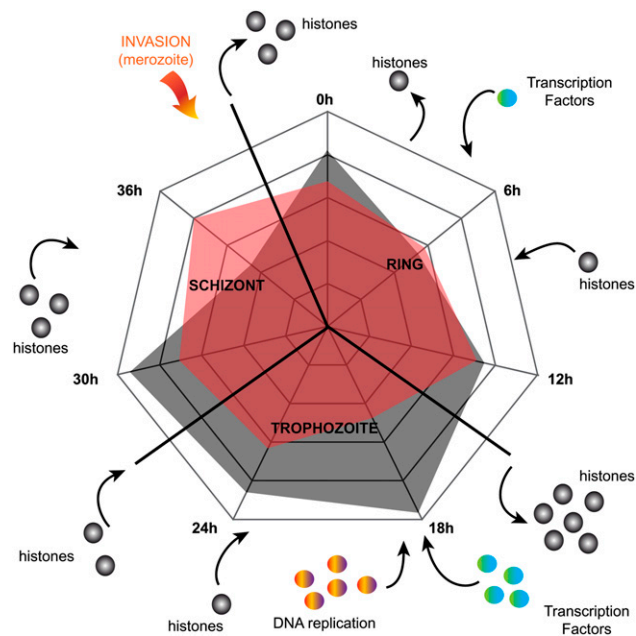 INVASION
(merozoite)
histones
histones
Transcription
Factors
0h
6h
36h
RING
SCHIZONT
histones
histones
30h
12h
TROPHOZOITE
histones
histones
24h
18h
histones
DNA replication
Transcription
Factors